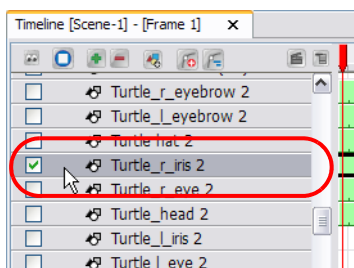 Timeline [Scene-1] - [Frame 1] x
Turtle_r_eyebrow 2
Turtle_l_eyebrow 2
Turtle hat 2
Turtle_r_iris 2
Turtle_r_eye 2
Turtle_head 2
Turtle_l_iris 2
Turtle_l_eye 2